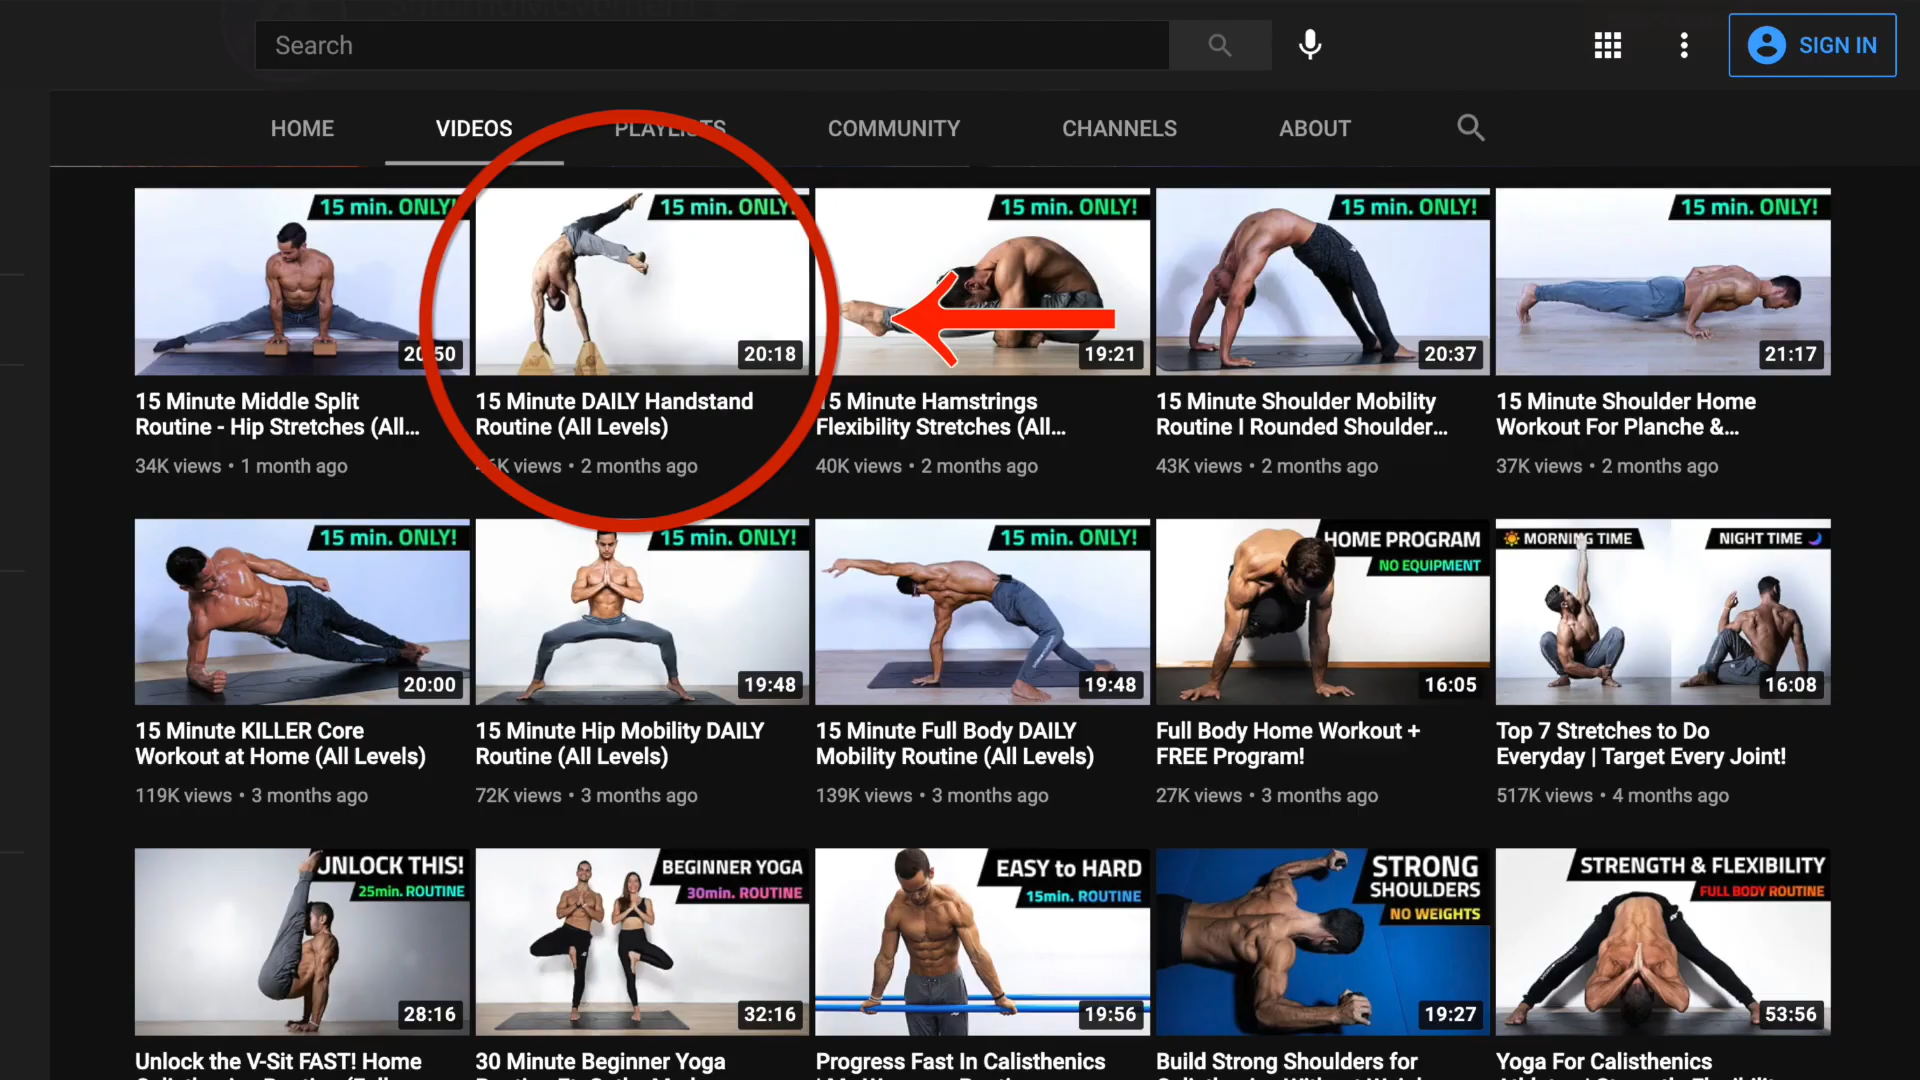 Search
SIGN IN
HOME VIDEOS PLAYLISTS COMMUNITY CHANNELS ABOUT
15 min. ONLY! 15 min. ONLY! 15 min. ONLY! 15 min. ONLY! 15 min. ONLY!
20:50 20:18 19:21 20:37 21:17
15 Minute Middle Split
Routine - Hip Stretches (All...
34K views • 1 month ago
15 Minute DAILY Handstand
Routine (All Levels)
views • 2 months ago
15 Minute Hamstrings
Flexibility Stretches (All...
40K views • 2 months ago
15 Minute Shoulder Mobility
Routine I Rounded Shoulder...
43K views • 2 months ago
15 Minute Shoulder Home
Workout For Planche &...
37K views • 2 months ago
15 min. ONLY! 15 min. ONLY! 15 min. ONLY! HOME PROGRAM
NO EQUIPMENT
MORNING TIME NIGHT TIME
20:00 19:48 19:48 16:05 16:08
15 Minute KILLER Core
Workout at Home (All Levels)
119K views • 3 months ago
15 Minute Hip Mobility DAILY
Routine (All Levels)
72K views • 3 months ago
15 Minute Full Body DAILY
Mobility Routine (All Levels)
139K views • 3 months ago
Full Body Home Workout +
FREE Program!
27K views • 3 months ago
Top 7 Stretches to Do
Everyday | Target Every Joint!
517K views • 4 months ago
UNLOCK THIS!
25min. ROUTINE
BEGINNER YOGA
30min. ROUTINE
EASY to HARD
15min. ROUTINE
STRONG
SHOULDERS
NO WEIGHTS
STRENGTH & FLEXIBILITY
FULL BODY ROUTINE
28:16 32:16 19:56 19:27 53:56
Unlock the V-Sit FAST! Home
30 Minute Beginner Yoga
Progress Fast In Calisthenics
Build Strong Shoulders for
Yoga For Calisthenics